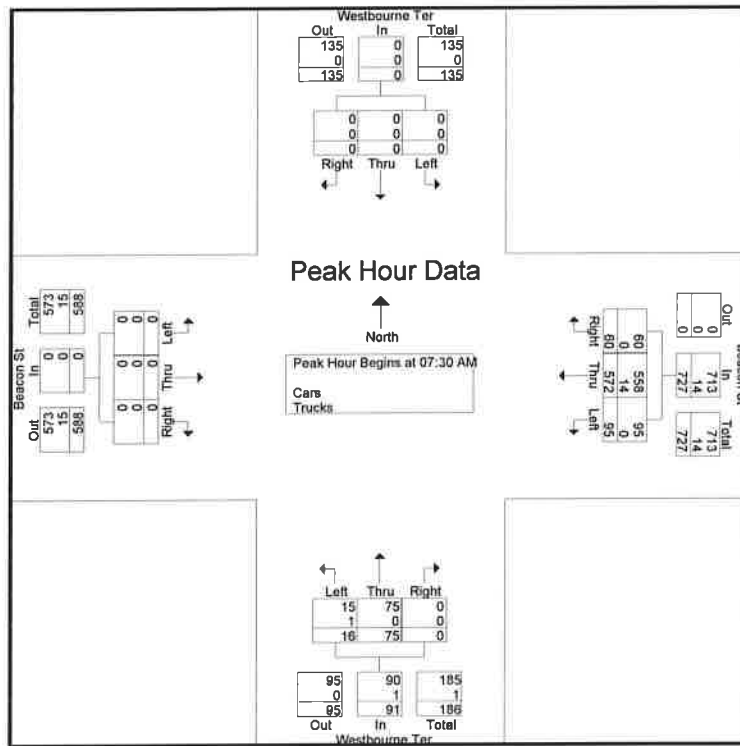 Westbourne Ter
Out In Total
135 0 135
0 0 0
135 0 135
0 0 0
0 0 0
0 0 0
Right Thru Left
Peak Hour Data
North
Peak Hour Begins at 07:30 AM
Cars
Trucks
Beacon St
Total In Out
573 0 573
15 0 15
588 0 588
Left Thru Right
0 0 0
0 0 0
0 0 0
Right Thru Left
60 558 95
0 14 0
60 572 95
Out In Total
0 713 713
0 14 14
0 727 727
Left Thru Right
15 75 0
1 0 0
16 75 0
95 90 185
0 1 1
95 91 186
Out In Total
Westbourne Ter